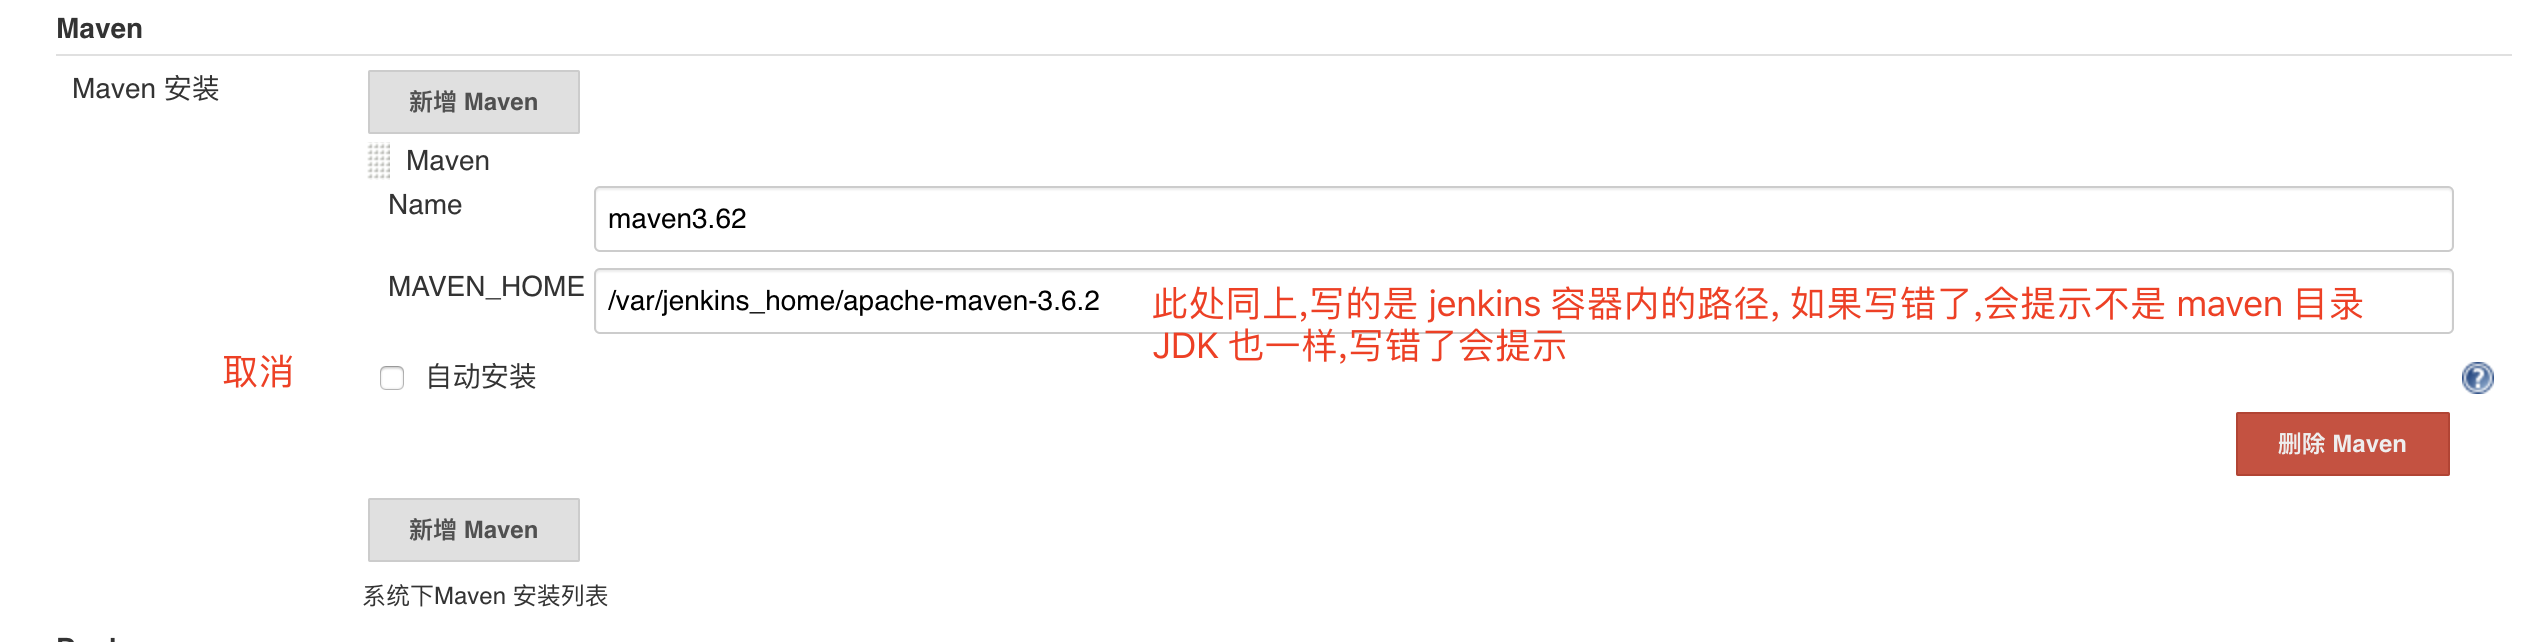 Maven
Maven 安装
新增 Maven
Maven
Name
maven3.62
MAVEN_HOME
/var/jenkins_home/apache-maven-3.6.2
此处同上,写的是 jenkins 容器内的路径, 如果写错了,会提示不是 maven 目录
JDK 也一样,写错了会提示
取消
自动安装
?
删除 Maven
新增 Maven
系统下Maven 安装列表